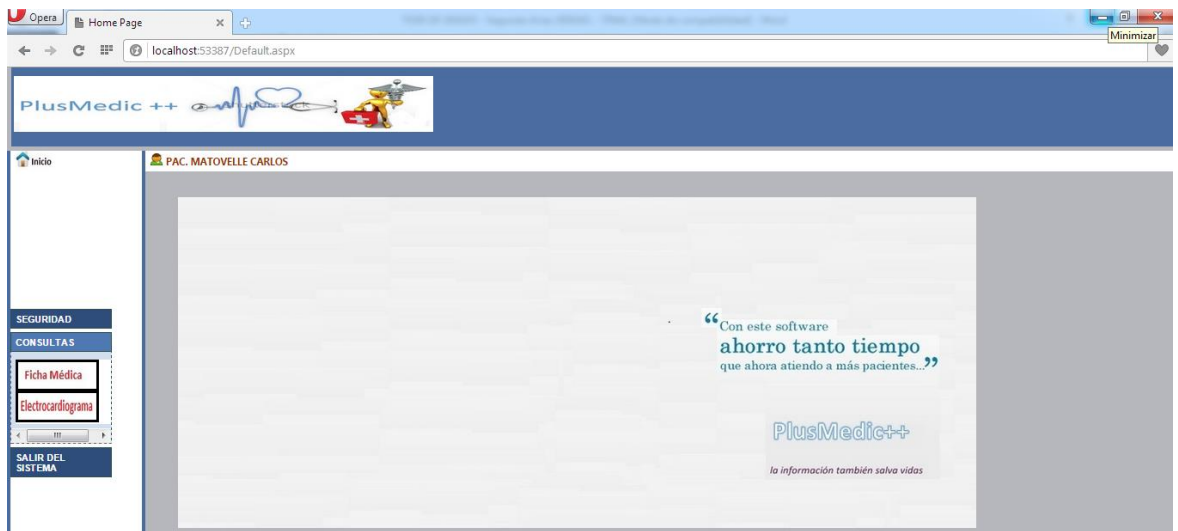 Opera
Home Page
Minimizar
localhost:53387/Default.aspx
PlusMedic ++
Inicio
PAC. MATOVELLE CARLOS
SEGURIDAD
CONSULTAS
Ficha Médica
Electrocardiograma
SALIR DEL
SISTEMA
“Con este software
ahorro tanto tiempo
que ahora atiendo a más pacientes...”
PlusMedic++
la información también salva vidas